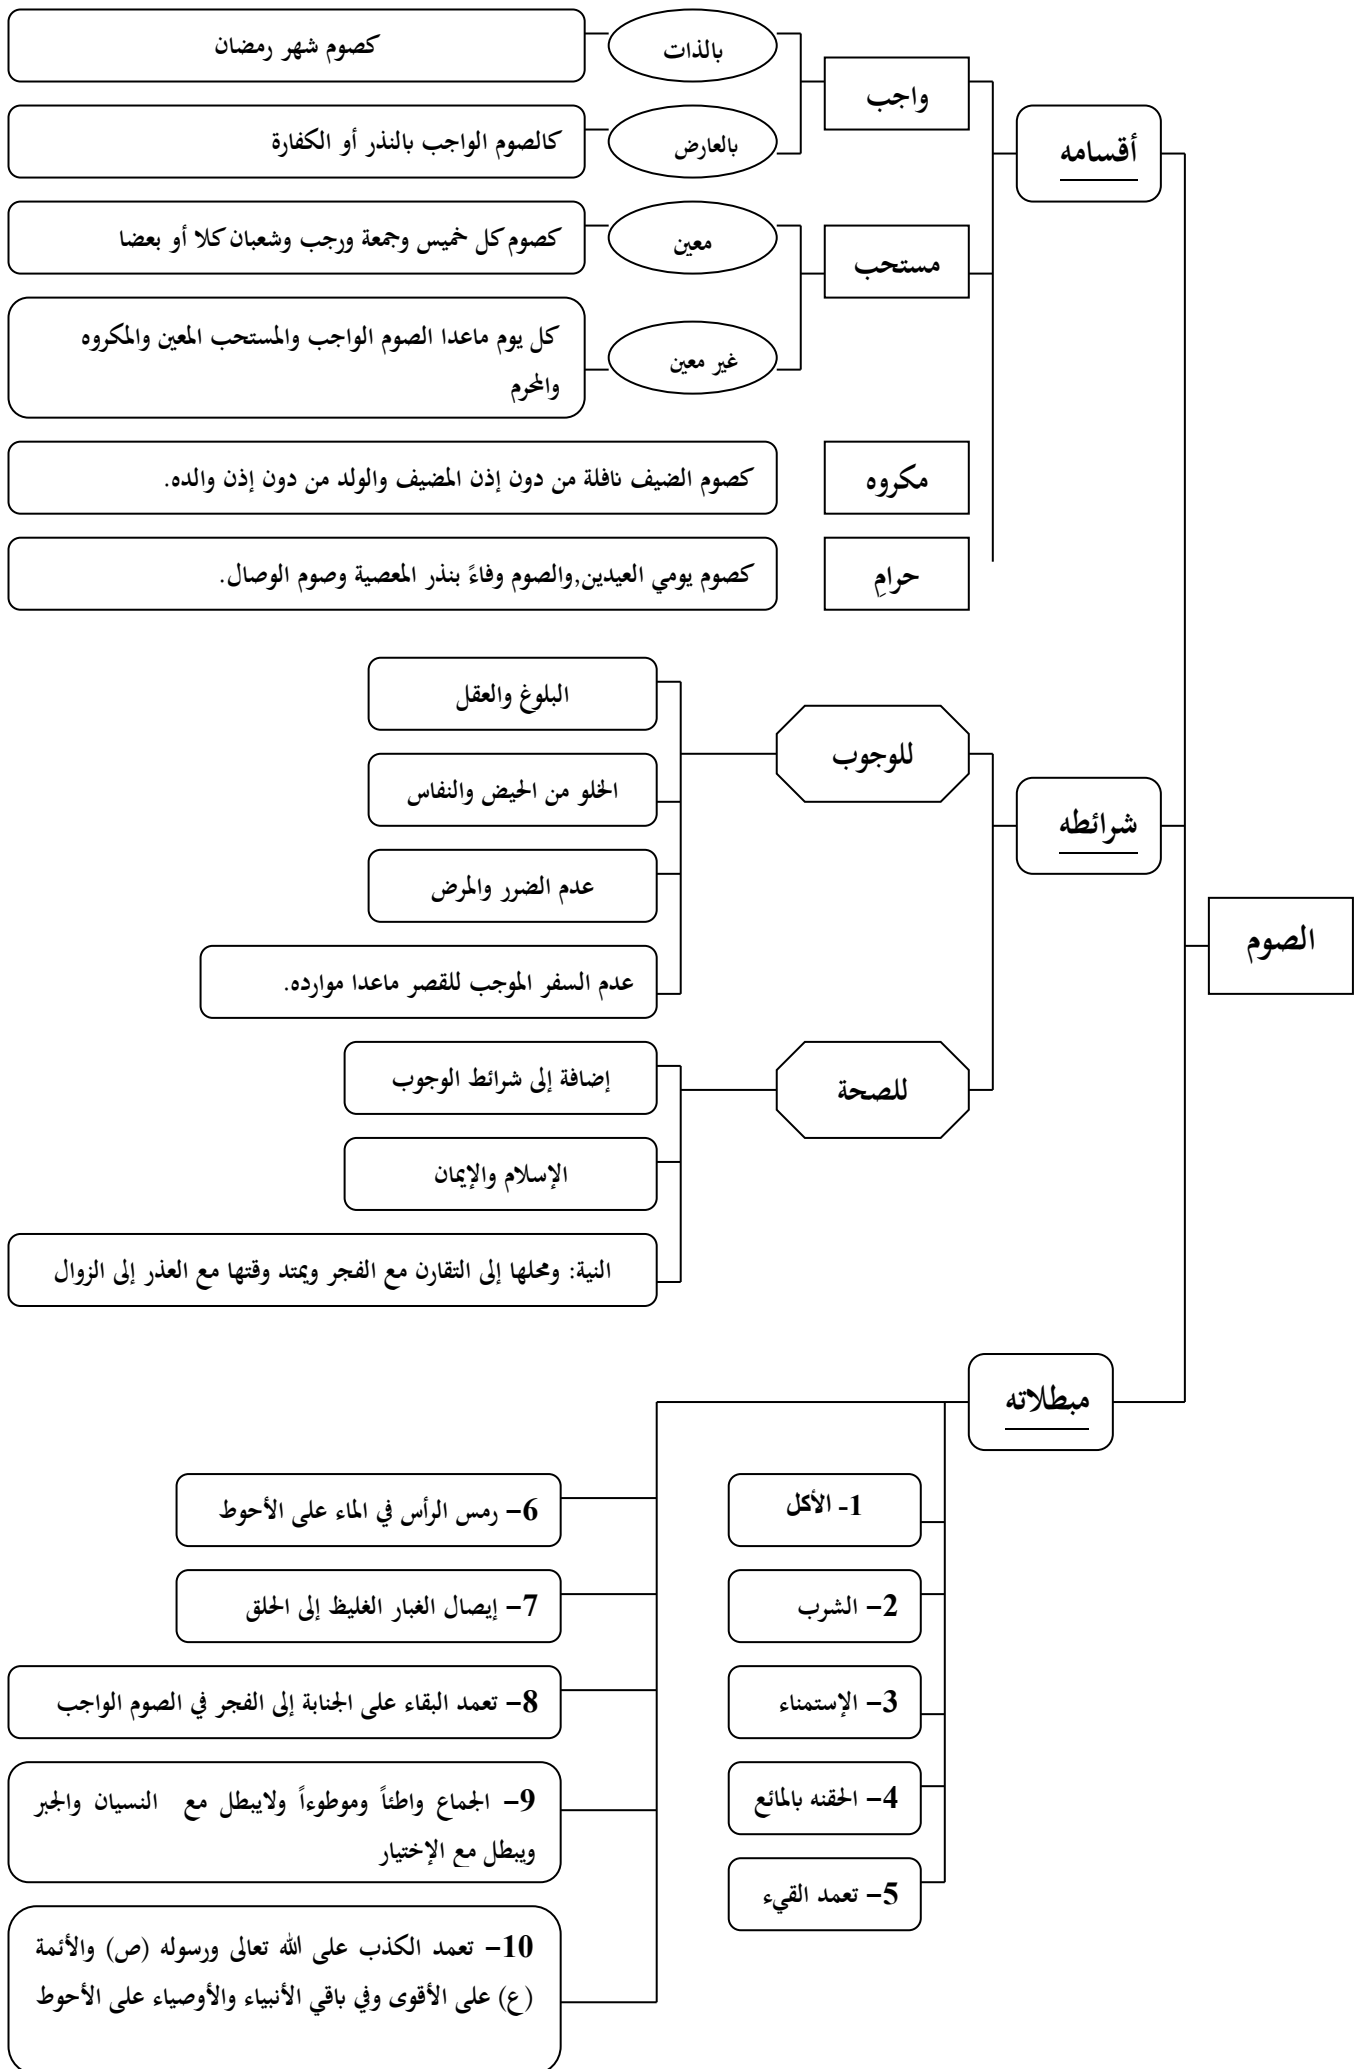 الصوم
أقسامه
واجب
بالذات
كصوم شهر رمضان
بالعارض
كالصوم الواجب بالنذر أو الكفارة
مستحب
معين
كصوم كل خميس وجمعة ورجب وشعبان كلا أو بعضا
غير معين
كل يوم ماعدا الصوم الواجب والمستحب المعين والمكروه
والمحرم
مكروه
كصوم الضيف نافلة من دون إذن المضيف والولد من دون إذن والده.
حرامِ
كصوم يومي العيدين,والصوم وفاءً بنذر المعصية وصوم الوصال.
شرائطه
للوجوب
البلوغ والعقل
الخلو من الحيض والنفاس
عدم الضرر والمرض
عدم السفر الموجب للقصر ماعدا موارده.
للصحة
إضافة إلى شرائط الوجوب
الإسلام والإيمان
النية: ومحلها إلى التقارن مع الفجر ويمتد وقتها مع العذر إلى الزوال
مبطلاته
1- الأكل
2– الشرب
3– الإستمناء
4– الحقنه بالمائع
5– تعمد القيء
6– رمس الرأس في الماء على الأحوط
7– إيصال الغبار الغليظ إلى الحلق
8– تعمد البقاء على الجنابة إلى الفجر في الصوم الواجب
9– الجماع واطئاً وموطوءاً ولايبطل مع النسيان والجبر
ويبطل مع الإختيار
10– تعمد الكذب على الله تعالى ورسوله (ص) والأئمة
(ع) على الأقوى وفي باقي الأنبياء والأوصياء على الأحوط